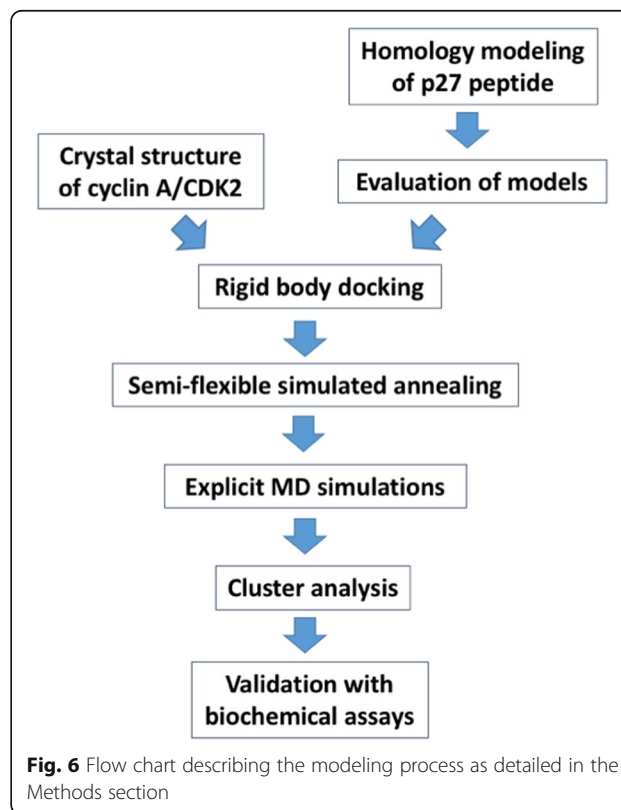 Homology modeling
of p27 peptide
Crystal structure
of cyclin A/CDK2
Evaluation of models
Rigid body docking
Semi-flexible simulated annealing
Explicit MD simulations
Cluster analysis
Validation with
biochemical assays
Fig. 6 Flow chart describing the modeling process as detailed in the
Methods section